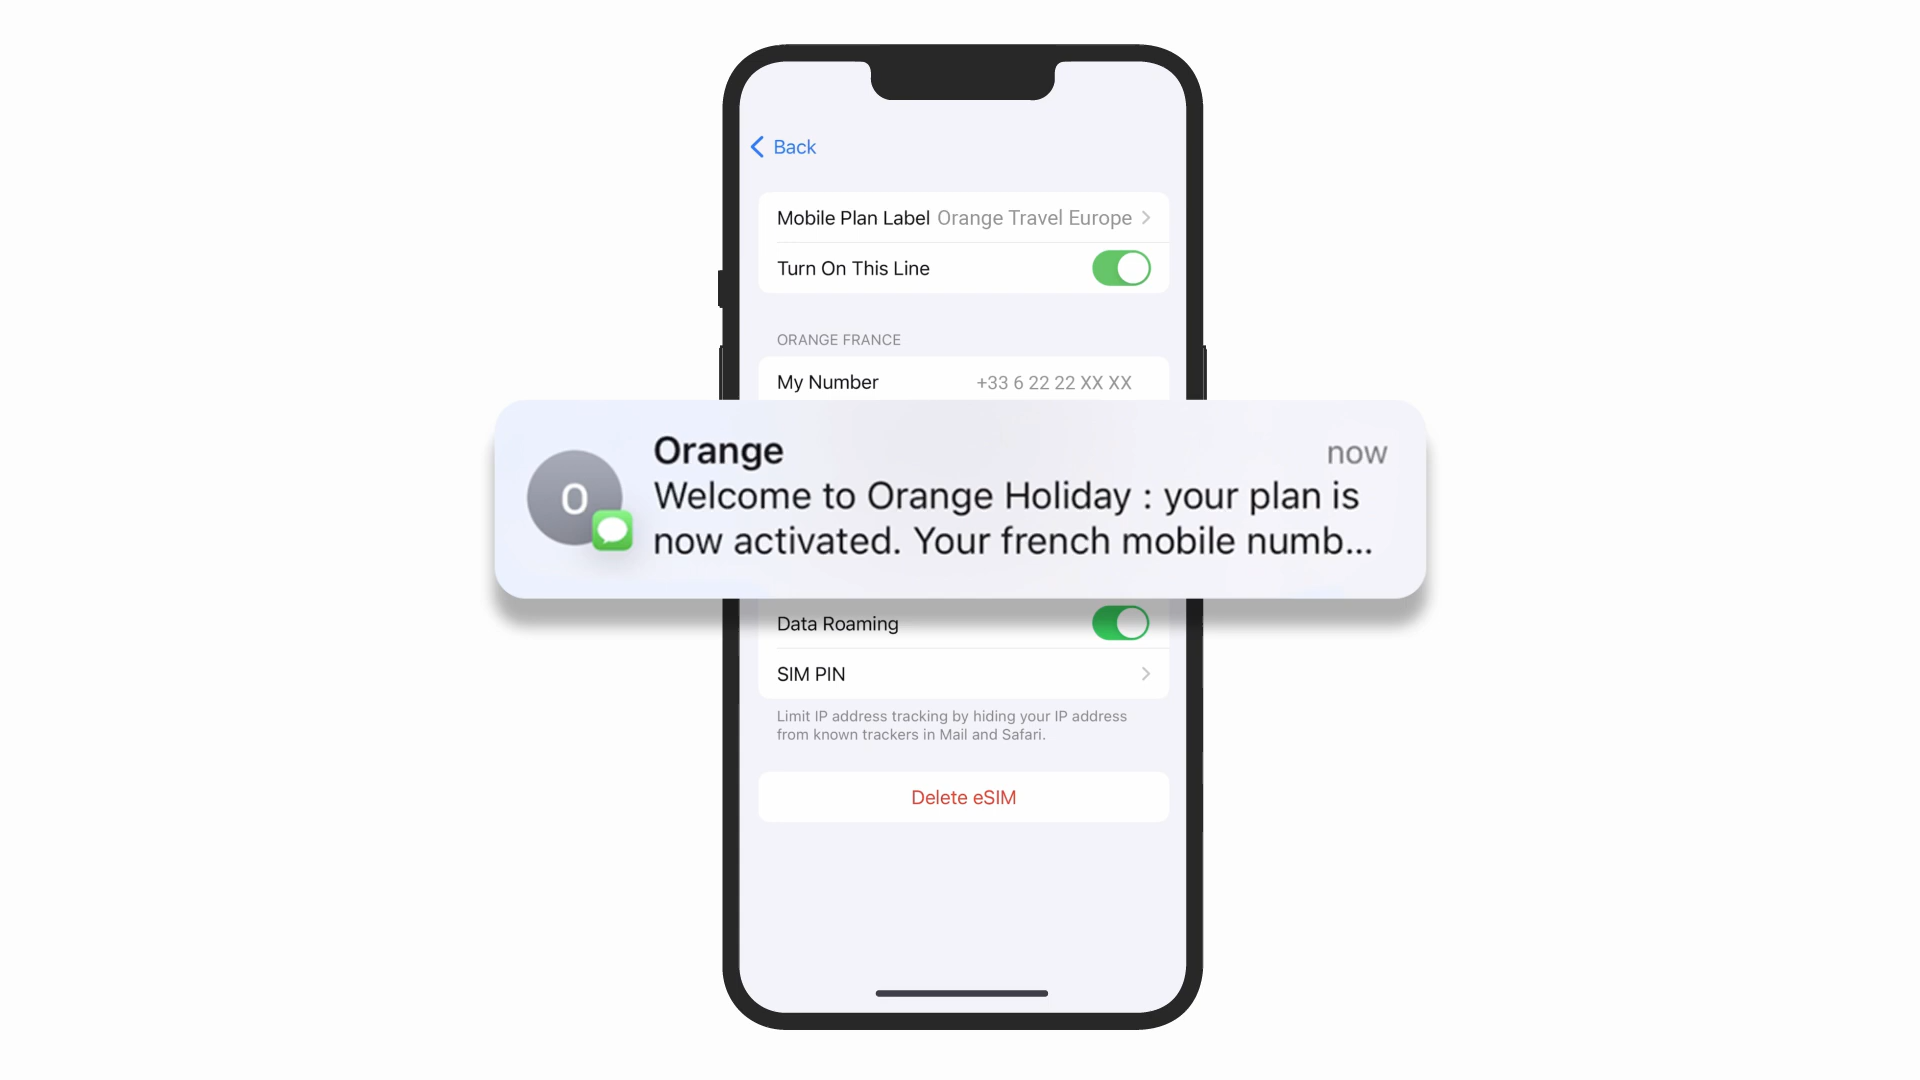 Back
Mobile Plan Label Orange Travel Europe
Turn On This Line
ORANGE FRANCE
My Number +33 6 22 22 XX XX
Orange now
O
Welcome to Orange Holiday : your plan is
now activated. Your french mobile numb...
Data Roaming
SIM PIN
Limit IP address tracking by hiding your IP address
from known trackers in Mail and Safari.
Delete eSIM